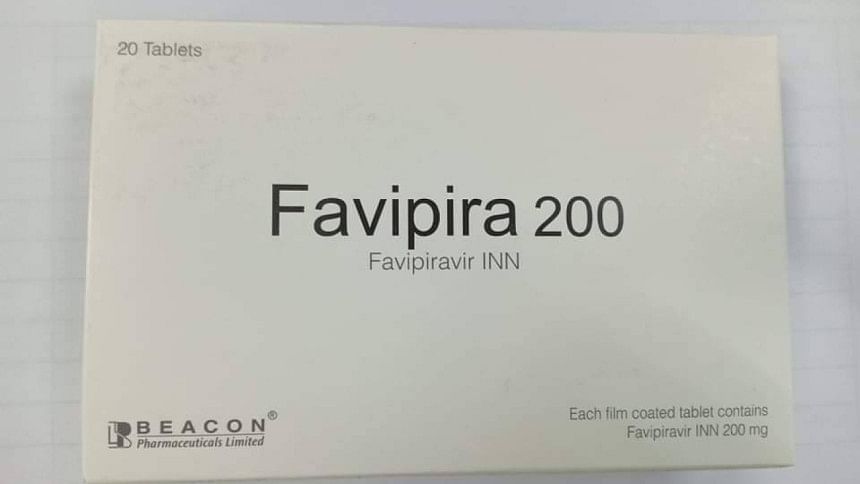 20 Tablets
Favipira 200
Favipiravir INN
BEACON®
Pharmaceuticals Limited
Each film coated tablet contains
Favipiravir INN 200 mg